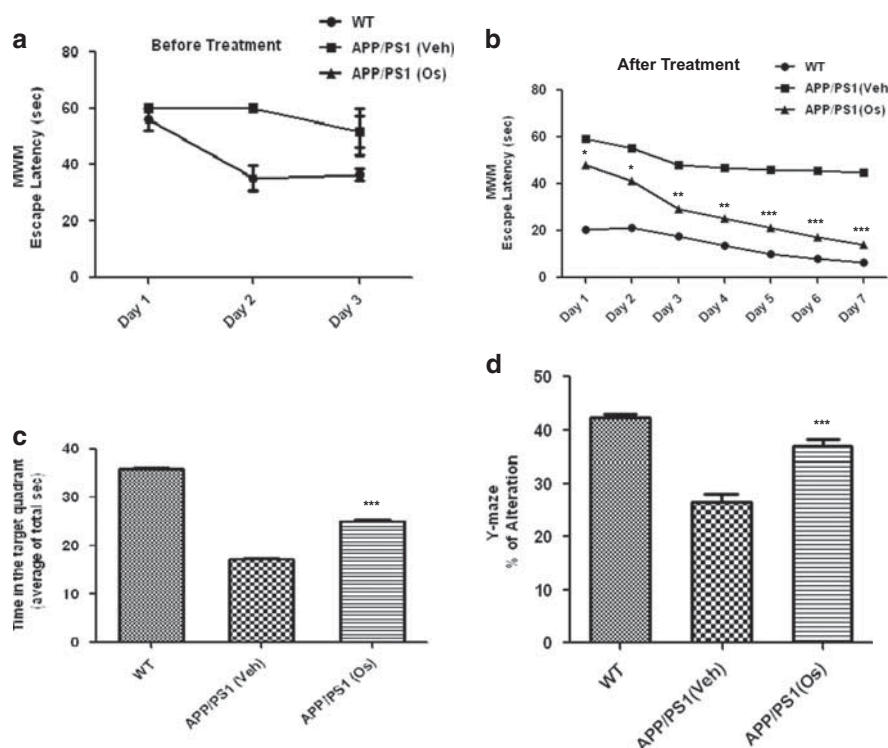 a
Before Treatment
WT
APP/PS1 (Veh)
APP/PS1 (Os)
MWM
Escape Latency (sec)
80
60
40
20
0
Day 1
Day 2
Day 3
b
After Treatment
WT
APP/PS1(Veh)
APP/PS1(Os)
MWM
Escape Latency (sec)
80
60
40
20
0
*
*
**
**
***
***
***
Day 1
Day 2
Day 3
Day 4
Day 5
Day 6
Day 7
c
Time in the target quadrant
(average of total sec)
40
30
20
10
0
***
WT
APP/PS1(Veh)
APP/PS1(Os)
d
Y-maze
% of Alteration
50
40
30
20
10
0
***
WT
APP/PS1(Veh)
APP/PS1(Os)